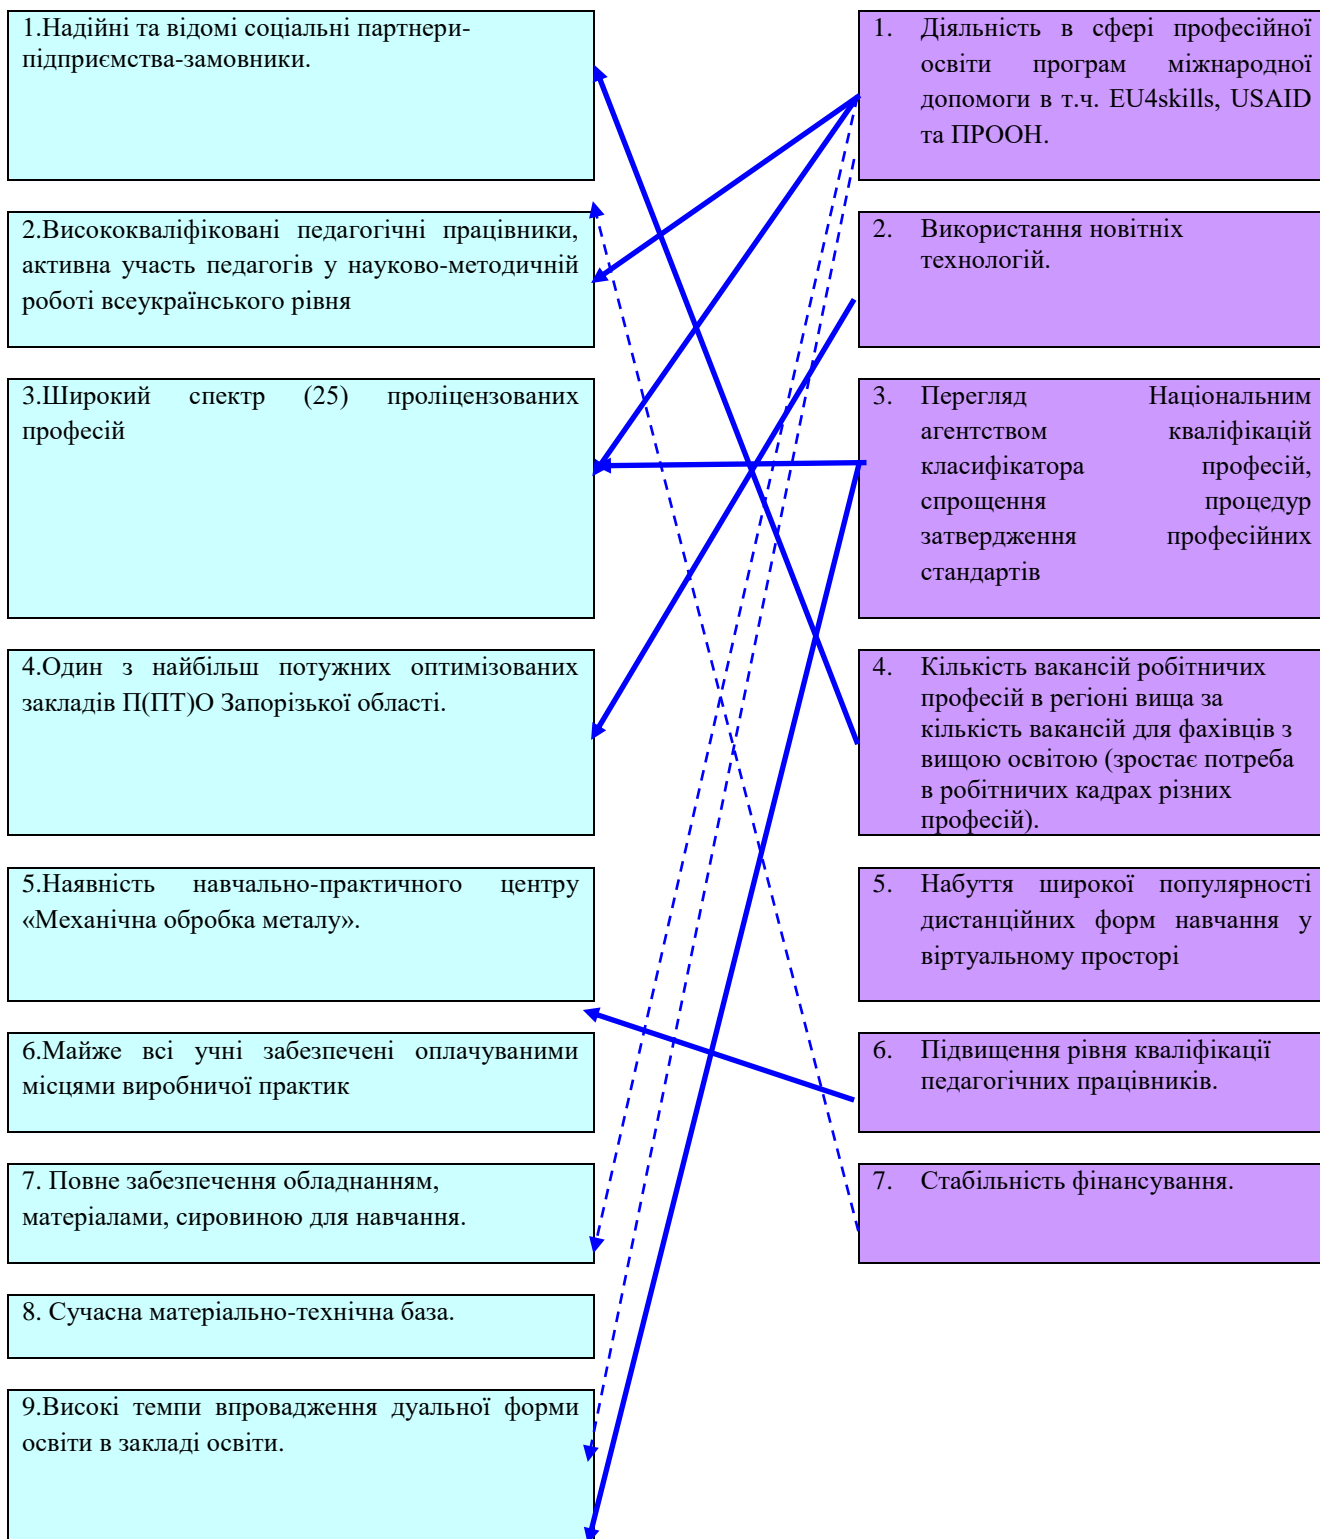 1.Надійні та відомі соціальні партнери-
підприємства-замовники.
2.Висококваліфіковані педагогічні працівники,
активна участь педагогів у науково-методичній
роботі всеукраїнського рівня
3.Широкий спектр (25) проліцензованих
професій
4.Один з найбільш потужних оптимізованих
закладів П(ПТ)О Запорізької області.
5.Наявність навчально-практичного центру
«Механічна обробка металу».
6.Майже всі учні забезпечені оплачуваними
місцями виробничої практик
7. Повне забезпечення обладнанням,
матеріалами, сировиною для навчання.
8. Сучасна матеріально-технічна база.
9.Високі темпи впровадження дуальної форми
освіти в закладі освіти.
1. Діяльність в сфері професійної
освіти програм міжнародної
допомоги в т.ч. EU4skills, USAID
та ПРООН.
2. Використання новітніх
технологій.
3. Перегляд Національним
агентством кваліфікацій
класифікатора професій,
спрощення процедур
затвердження професійних
стандартів
4. Кількість вакансій робітничих
професій в регіоні вища за
кількість вакансій для фахівців з
вищою освітою (зростає потреба
в робітничих кадрах різних
професій).
5. Набуття широкої популярності
дистанційних форм навчання у
віртуальному просторі
6. Підвищення рівня кваліфікації
педагогічних працівників.
7. Стабільність фінансування.